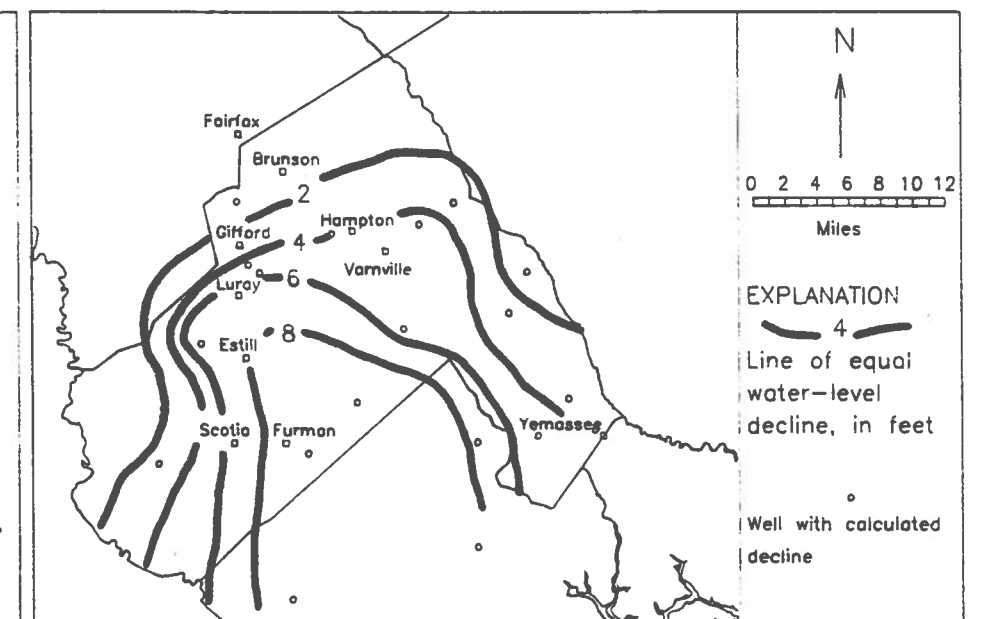 Fairfax
Brunson
2
Gifford
Hampton
4
Varnville
Luray
6
8
Estill
Scotia
Furman
Yemassee
N
0 2 4 6 8 10 12
Miles
EXPLANATION
4
Line of equal
water-level
decline, in feet
Well with calculated
decline